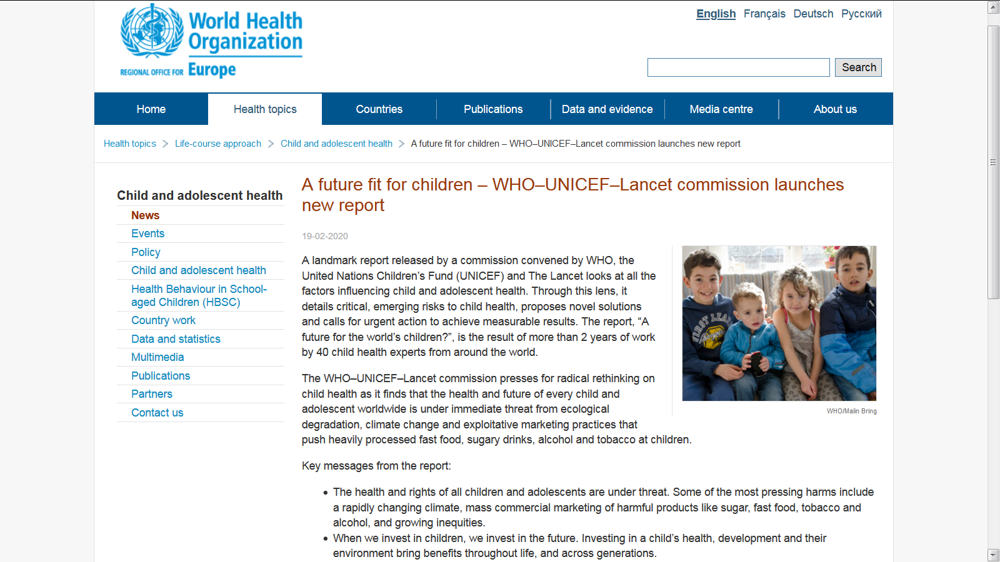 World Health
Organization
REGIONAL OFFICE FOR Europe
English Français Deutsch Русский
Search
Home Health topics Countries Publications Data and evidence Media centre About us
Health topics Life-course approach Child and adolescent health A future fit for children – WHO–UNICEF–Lancet commission launches new report
Child and adolescent health
News
Events
Policy
Child and adolescent health
Health Behaviour in School-
aged Children (HBSC)
Country work
Data and statistics
Multimedia
Publications
Partners
Contact us
A future fit for children – WHO–UNICEF–Lancet commission launches
new report
19-02-2020
A landmark report released by a commission convened by WHO, the
United Nations Children’s Fund (UNICEF) and The Lancet looks at all the
factors influencing child and adolescent health. Through this lens, it
details critical, emerging risks to child health, proposes novel solutions
and calls for urgent action to achieve measurable results. The report, “A
future for the world’s children?”, is the result of more than 2 years of work
by 40 child health experts from around the world.
FIRST LEA
WHO/Malin Bring
The WHO–UNICEF–Lancet commission presses for radical rethinking on
child health as it finds that the health and future of every child and
adolescent worldwide is under immediate threat from ecological
degradation, climate change and exploitative marketing practices that
push heavily processed fast food, sugary drinks, alcohol and tobacco at children.
Key messages from the report:
• The health and rights of all children and adolescents are under threat. Some of the most pressing harms include
a rapidly changing climate, mass commercial marketing of harmful products like sugar, fast food, tobacco and
alcohol, and growing inequities.
• When we invest in children, we invest in the future. Investing in a child’s health, development and their
environment bring benefits throughout life, and across generations.